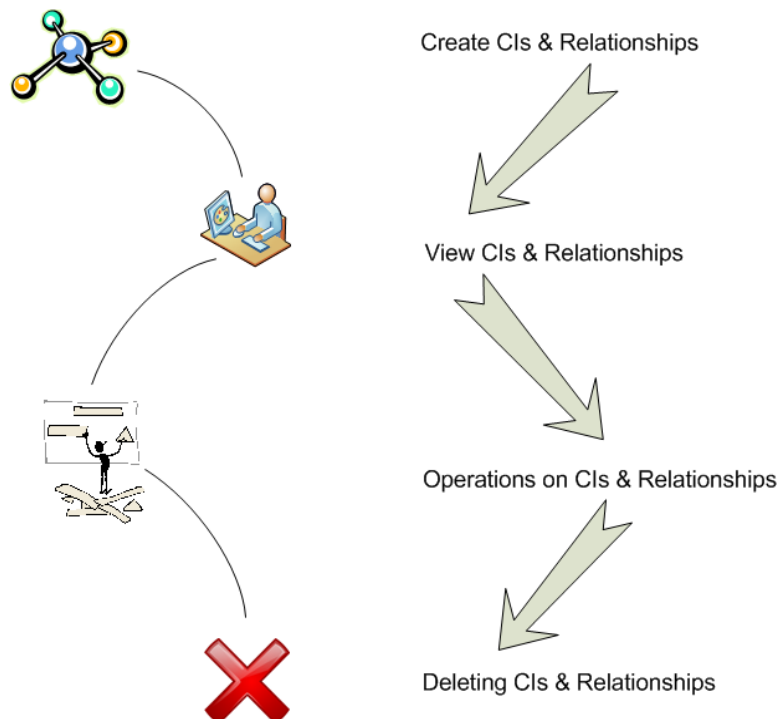 Create CIs & Relationships
View CIs & Relationships
Operations on CIs & Relationships
Deleting CIs & Relationships